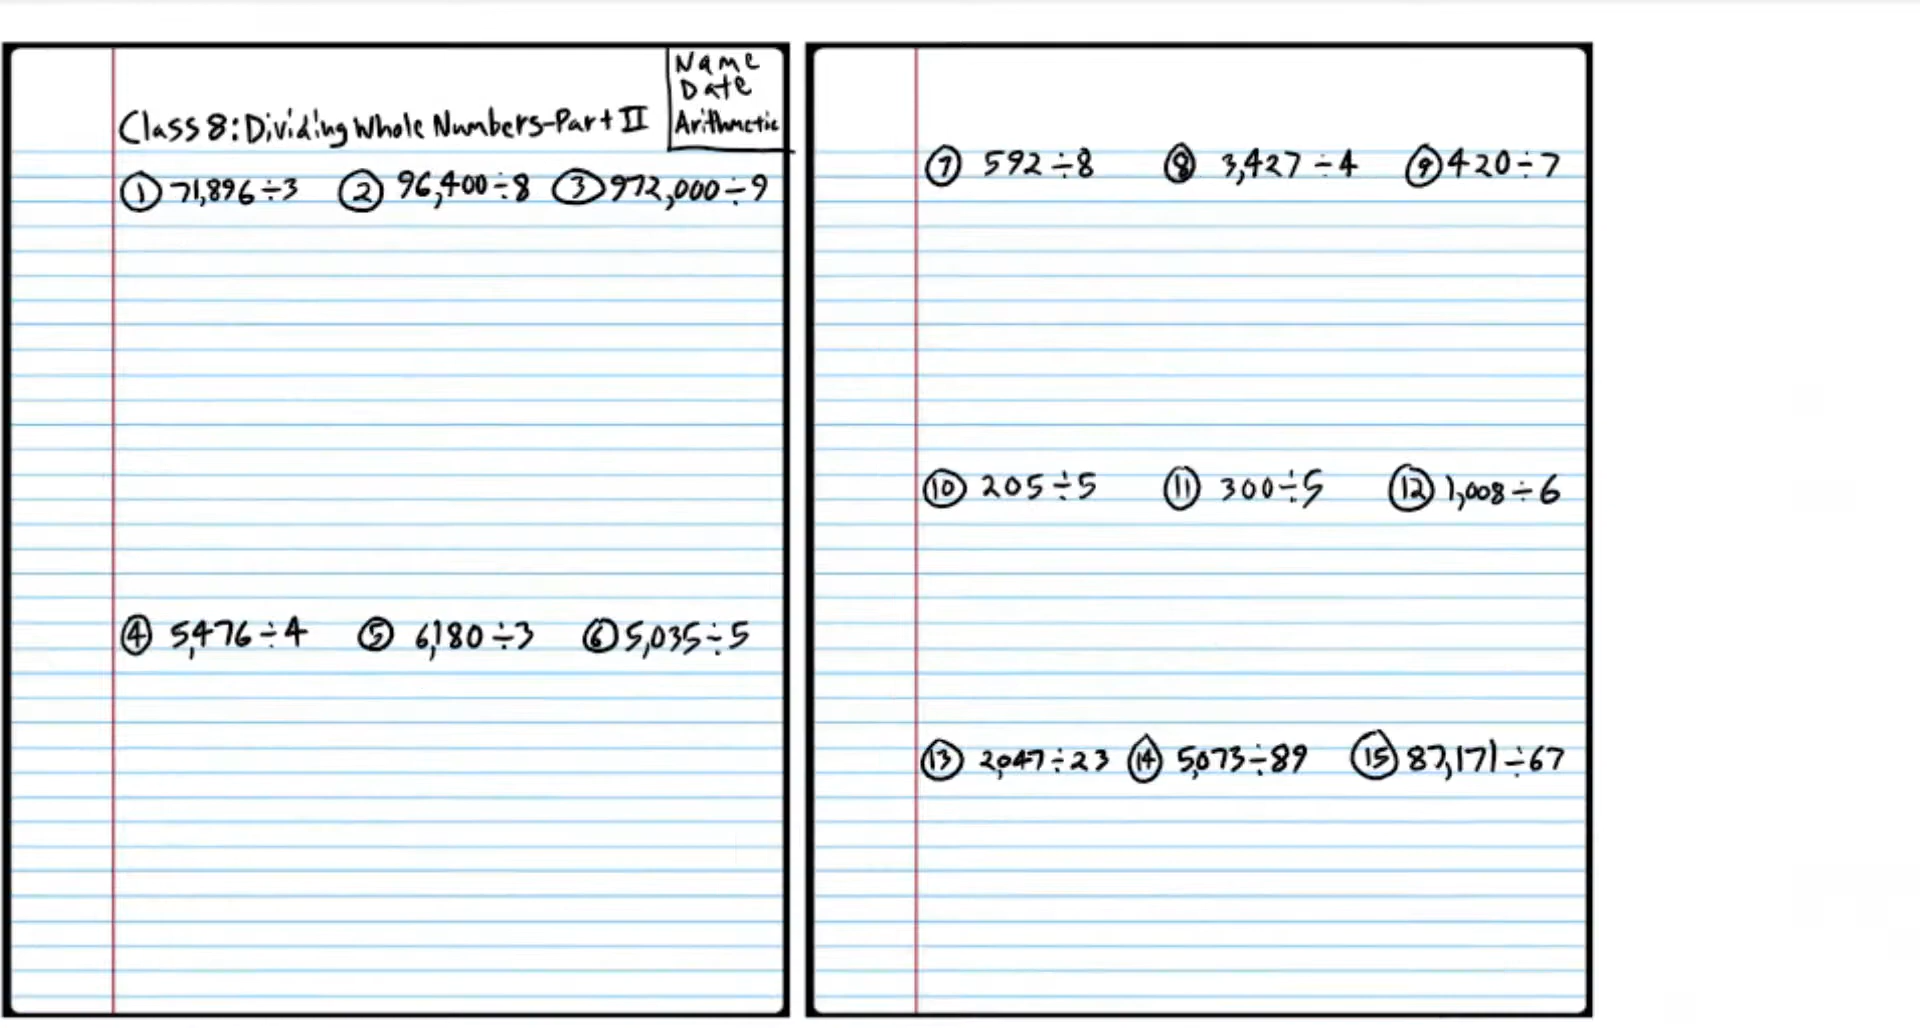 Name
Date
Arithmetic
Class 8: Dividing Whole Numbers-Part II
① 71,896÷3 ② 96,400÷8 ③ 972,000÷9
④ 5,476÷4 ⑤ 6,180÷3 ⑥ 5,035÷5
⑦ 592÷8 ⑧ 3,427÷4 ⑨ 420÷7
⑩ 205÷5 ⑪ 300÷5 ⑫ 1,008÷6
⑬ 2,047÷23 ⑭ 5,073÷89 ⑮ 87,171÷67